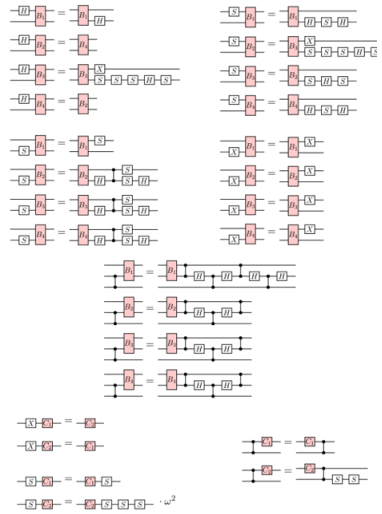 H B₁ = B₁ H
H B₂ = B₄
H B₃ = B₃ X S S S H S
H B₄ = B₂
S B₁ = B₁ H S H
S B₂ = B₃ X S S S H S
S B₃ = B₂ S H S
S B₄ = B₄ H S H
S B₁ = B₁ S
S B₂ = B₂ H S S H
S B₃ = B₃ H S S H
S B₄ = B₄ H S S H
X B₁ = B₁ X
X B₂ = B₂ X
X B₃ = B₃ X
X B₄ = B₄ X
B₁ = B₁ H H H H
B₂ = B₂ H H
B₃ = B₃ H H
B₄ = B₄ H H
X C₁ = C₂
X C₂ = C₁
S C₁ = C₁ S
S C₂ = C₂ S S S · ω²
C₁ = C₁
C₂ = C₂ S S